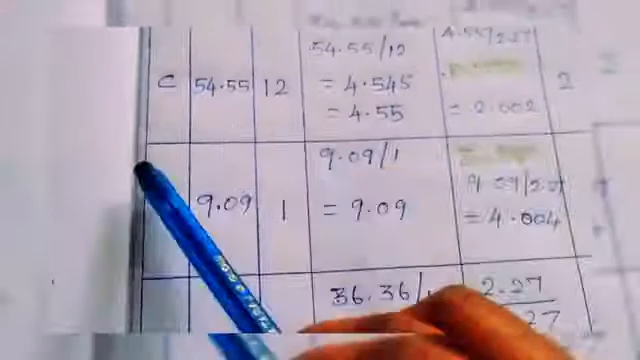 54.55/12
4.55/2.27
C 54.55 12 = 4.545
= 4.55 = 2.002 2
9.09/1
9.09/2.27
9.09 1 = 9.09 = 4.004
36.36/ 2.27
27